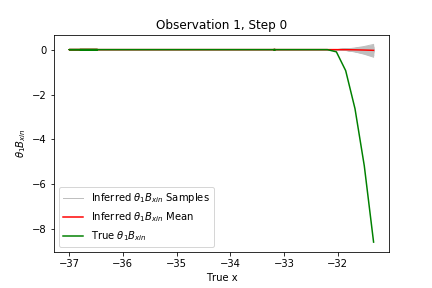 Observation 1, Step 0
0
−2
−4
−6
−8
θ₁Bₓᵢₙ
Inferred θ₁Bₓᵢₙ Samples
Inferred θ₁Bₓᵢₙ Mean
True θ₁Bₓᵢₙ
−37 −36 −35 −34 −33 −32
True x